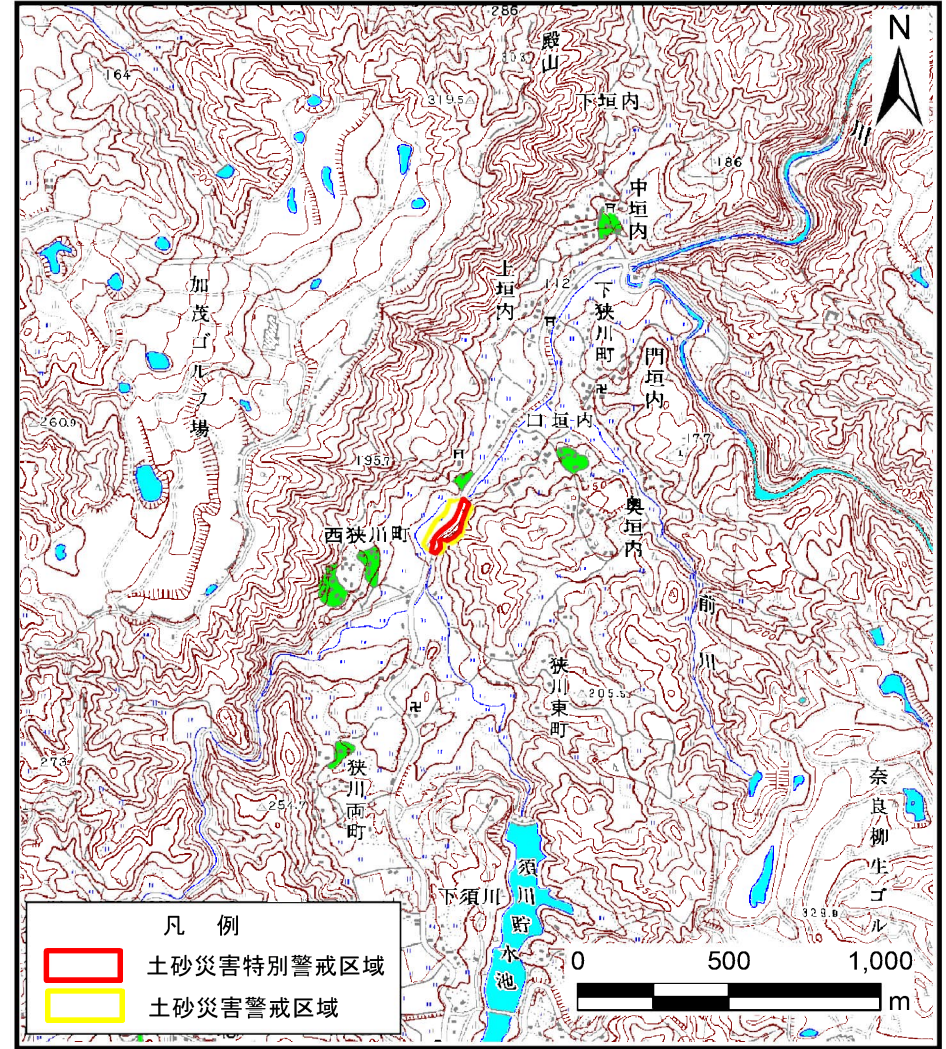 286
N
殿山
303
164
319.5
下垣内
川
186
中垣内
上垣内
112
下狭川町
加茂ゴルフ場
門垣内
260.9
口垣内
177
195.7
奥垣内
西狭川町
前川
狭川東町
205.5
273
狭川両町
251.7
奈良柳生ゴル
須川貯水池
下須川
329.8
凡 例
土砂災害特別警戒区域
土砂災害警戒区域
0 500 1,000
m